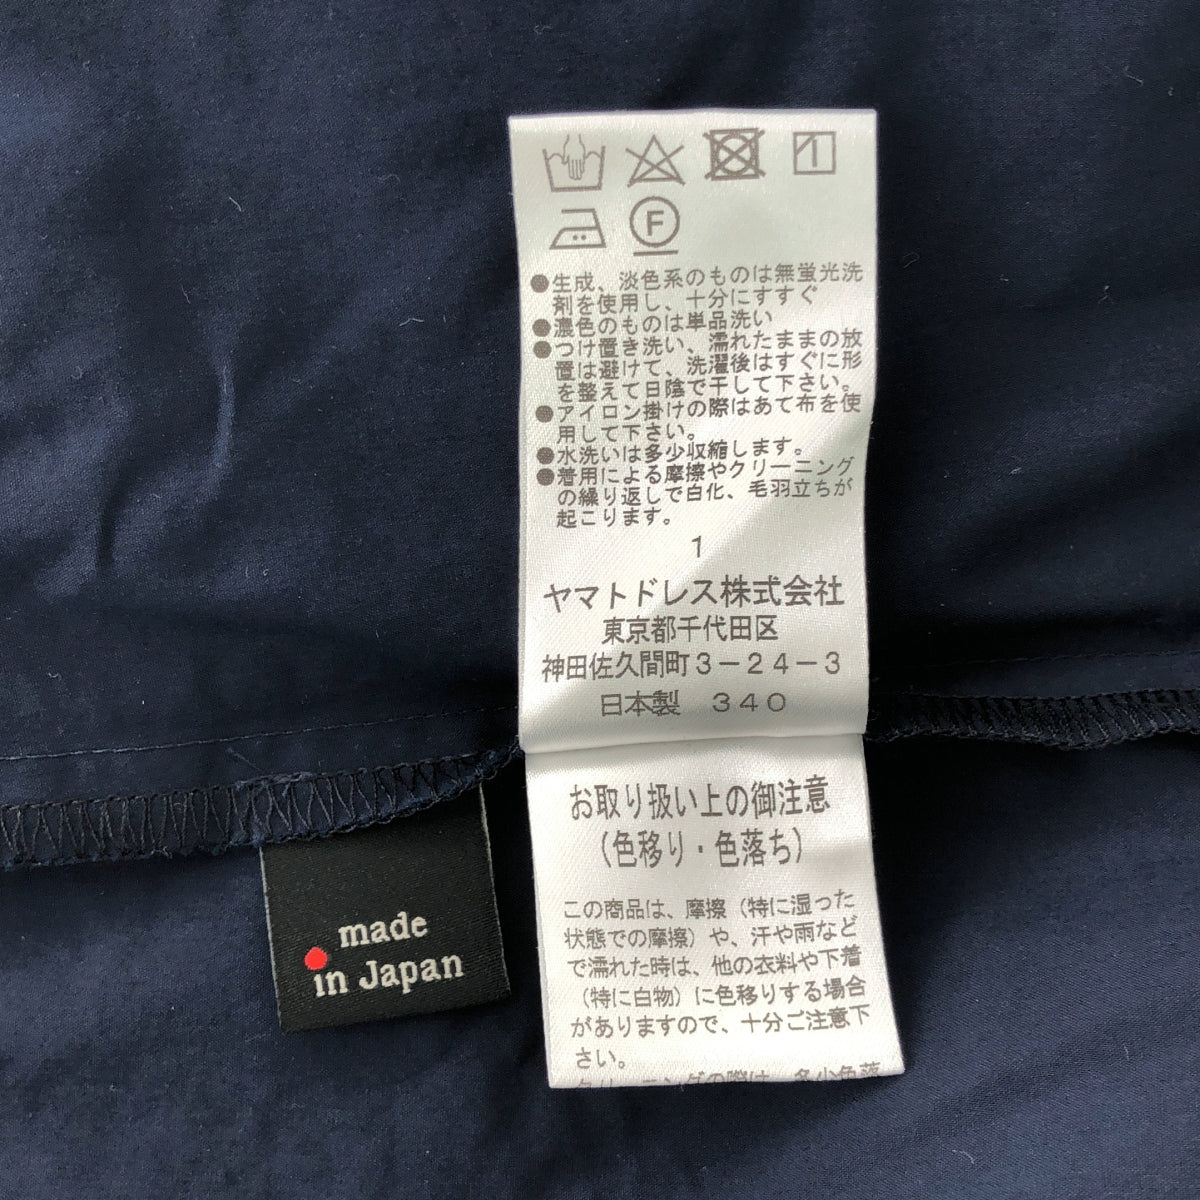 F
●生成、淡色系のものは無蛍光洗
剤を使用し、十分にすすぐ
●濃色のものは単品洗い
●つけ置き洗い、濡れたままの放
置は避けて、洗濯後はすぐに形
を整えて日陰で干して下さい。
●アイロン掛けの際はあて布を使
用して下さい。
●水洗いは多少収縮します。
●着用による摩擦やクリーニング
の繰り返しで白化、毛羽立ちが
起こります。
1
ヤマトドレス株式会社
東京都千代田区
神田佐久間町3-24-3
日本製 340
お取り扱い上の御注意
(色移り・色落ち)
この商品は、摩擦(特に湿った
状態での摩擦)や、汗や雨など
で濡れた時は、他の衣料や下着
(特に白物)に色移りする場合
がありますので、十分ご注意下
さい。
クリーニングの際は、多少色落
made
in Japan